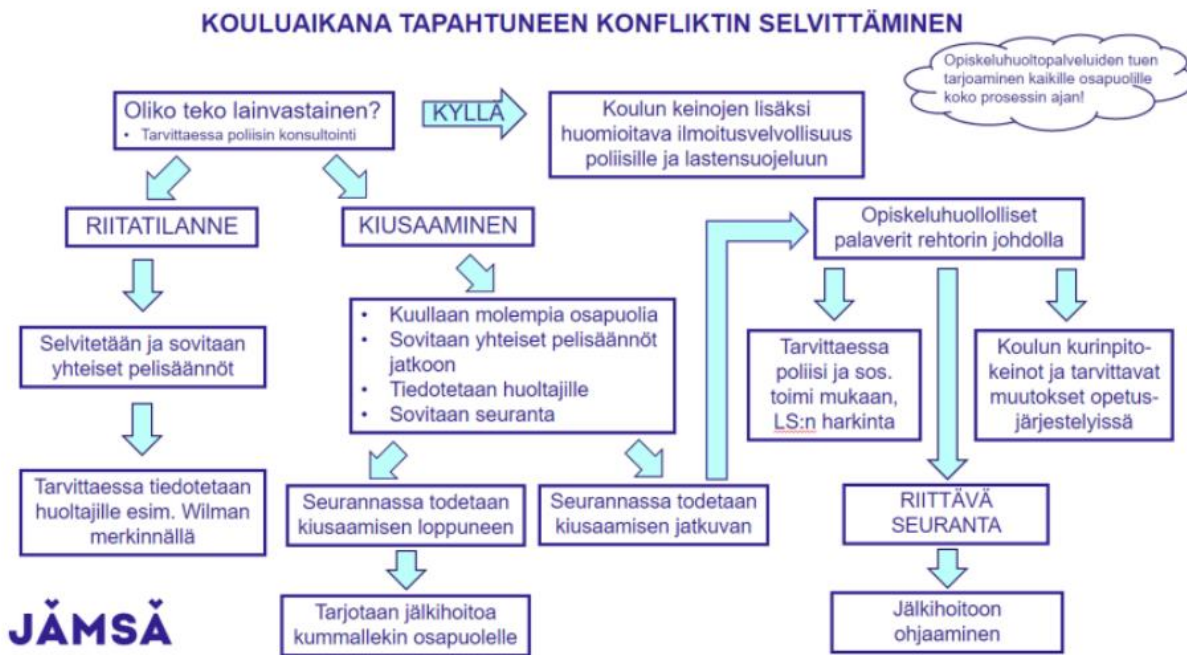 KOULUAIKANA TAPAHTUNEEN KONFLIKTIN SELVITTÄMINEN
Opiskeluhuoltopalveluiden tuen
tarjoaminen kaikille osapuolille
koko prosessin ajan!
Oliko teko lainvastainen?
• Tarvittaessa poliisin konsultointi
KYLLÄ
Koulun keinojen lisäksi
huomioitava ilmoitusvelvollisuus
poliisille ja lastensuojeluun
RIITATILANNE
KIUSAAMINEN
Opiskeluhuollolliset
palaverit rehtorin johdolla
Selvitetään ja sovitaan
yhteiset pelisäännöt
• Kuullaan molempia osapuolia
• Sovitaan yhteiset pelisäännöt
jatkoon
• Tiedotetaan huoltajille
• Sovitaan seuranta
Tarvittaessa
poliisi ja sos.
toimi mukaan,
LS:n harkinta
Koulun kurinpito-
keinot ja tarvittavat
muutokset opetus-
järjestelyissä
Tarvittaessa tiedotetaan
huoltajille esim. Wilman
merkinnällä
Seurannassa todetaan
kiusaamisen loppuneen
Seurannassa todetaan
kiusaamisen jatkuvan
RIITTÄVÄ
SEURANTA
Tarjotaan jälkihoitoa
kummallekin osapuolelle
Jälkihoitoon
ohjaaminen
JÄMSÄ